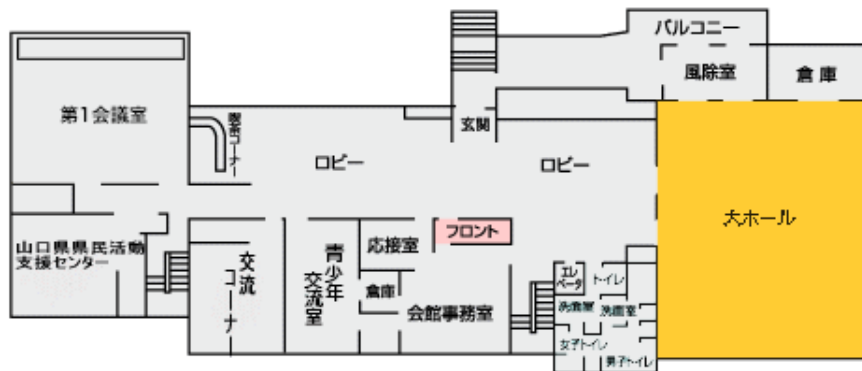 バルコニー
風除室
倉庫
第1会議室
喫茶コーナー
玄関
ロビー
ロビー
大ホール
フロント
山口県県民活動
支援センター
交流
コーナー
青少年
交流室
応接室
倉庫
会館事務室
エレ
ベータ
トイレ
洗面室
洗面室
女子トイレ
男子トイレ